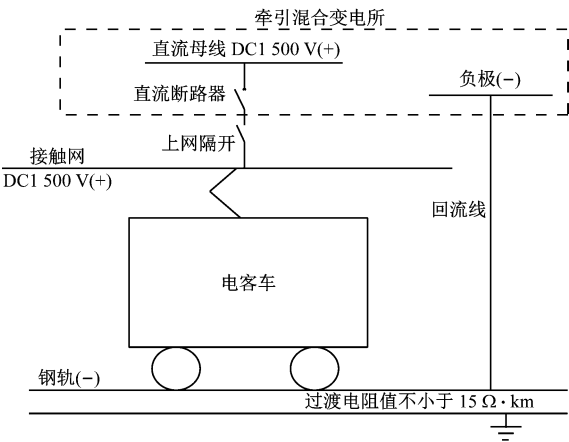 牵引混合变电所
直流母线 DC1 500 V(+)
直流断路器
负极(-)
上网隔开
接触网
DC1 500 V(+)
回流线
电客车
钢轨(-)
过渡电阻值不小于 15 Ω·km